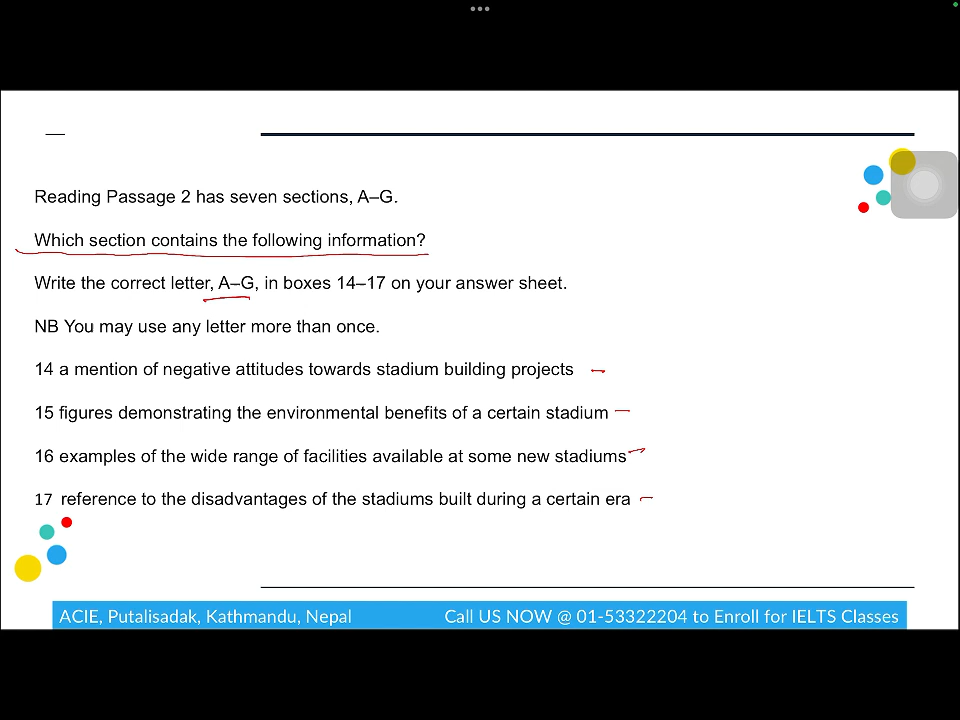 Reading Passage 2 has seven sections, A–G.
Which section contains the following information?
Write the correct letter, A–G, in boxes 14–17 on your answer sheet.
NB You may use any letter more than once.
14 a mention of negative attitudes towards stadium building projects
15 figures demonstrating the environmental benefits of a certain stadium
16 examples of the wide range of facilities available at some new stadiums
17 reference to the disadvantages of the stadiums built during a certain era
ACIE, Putalisadak, Kathmandu, Nepal Call US NOW @ 01-53322204 to Enroll for IELTS Classes